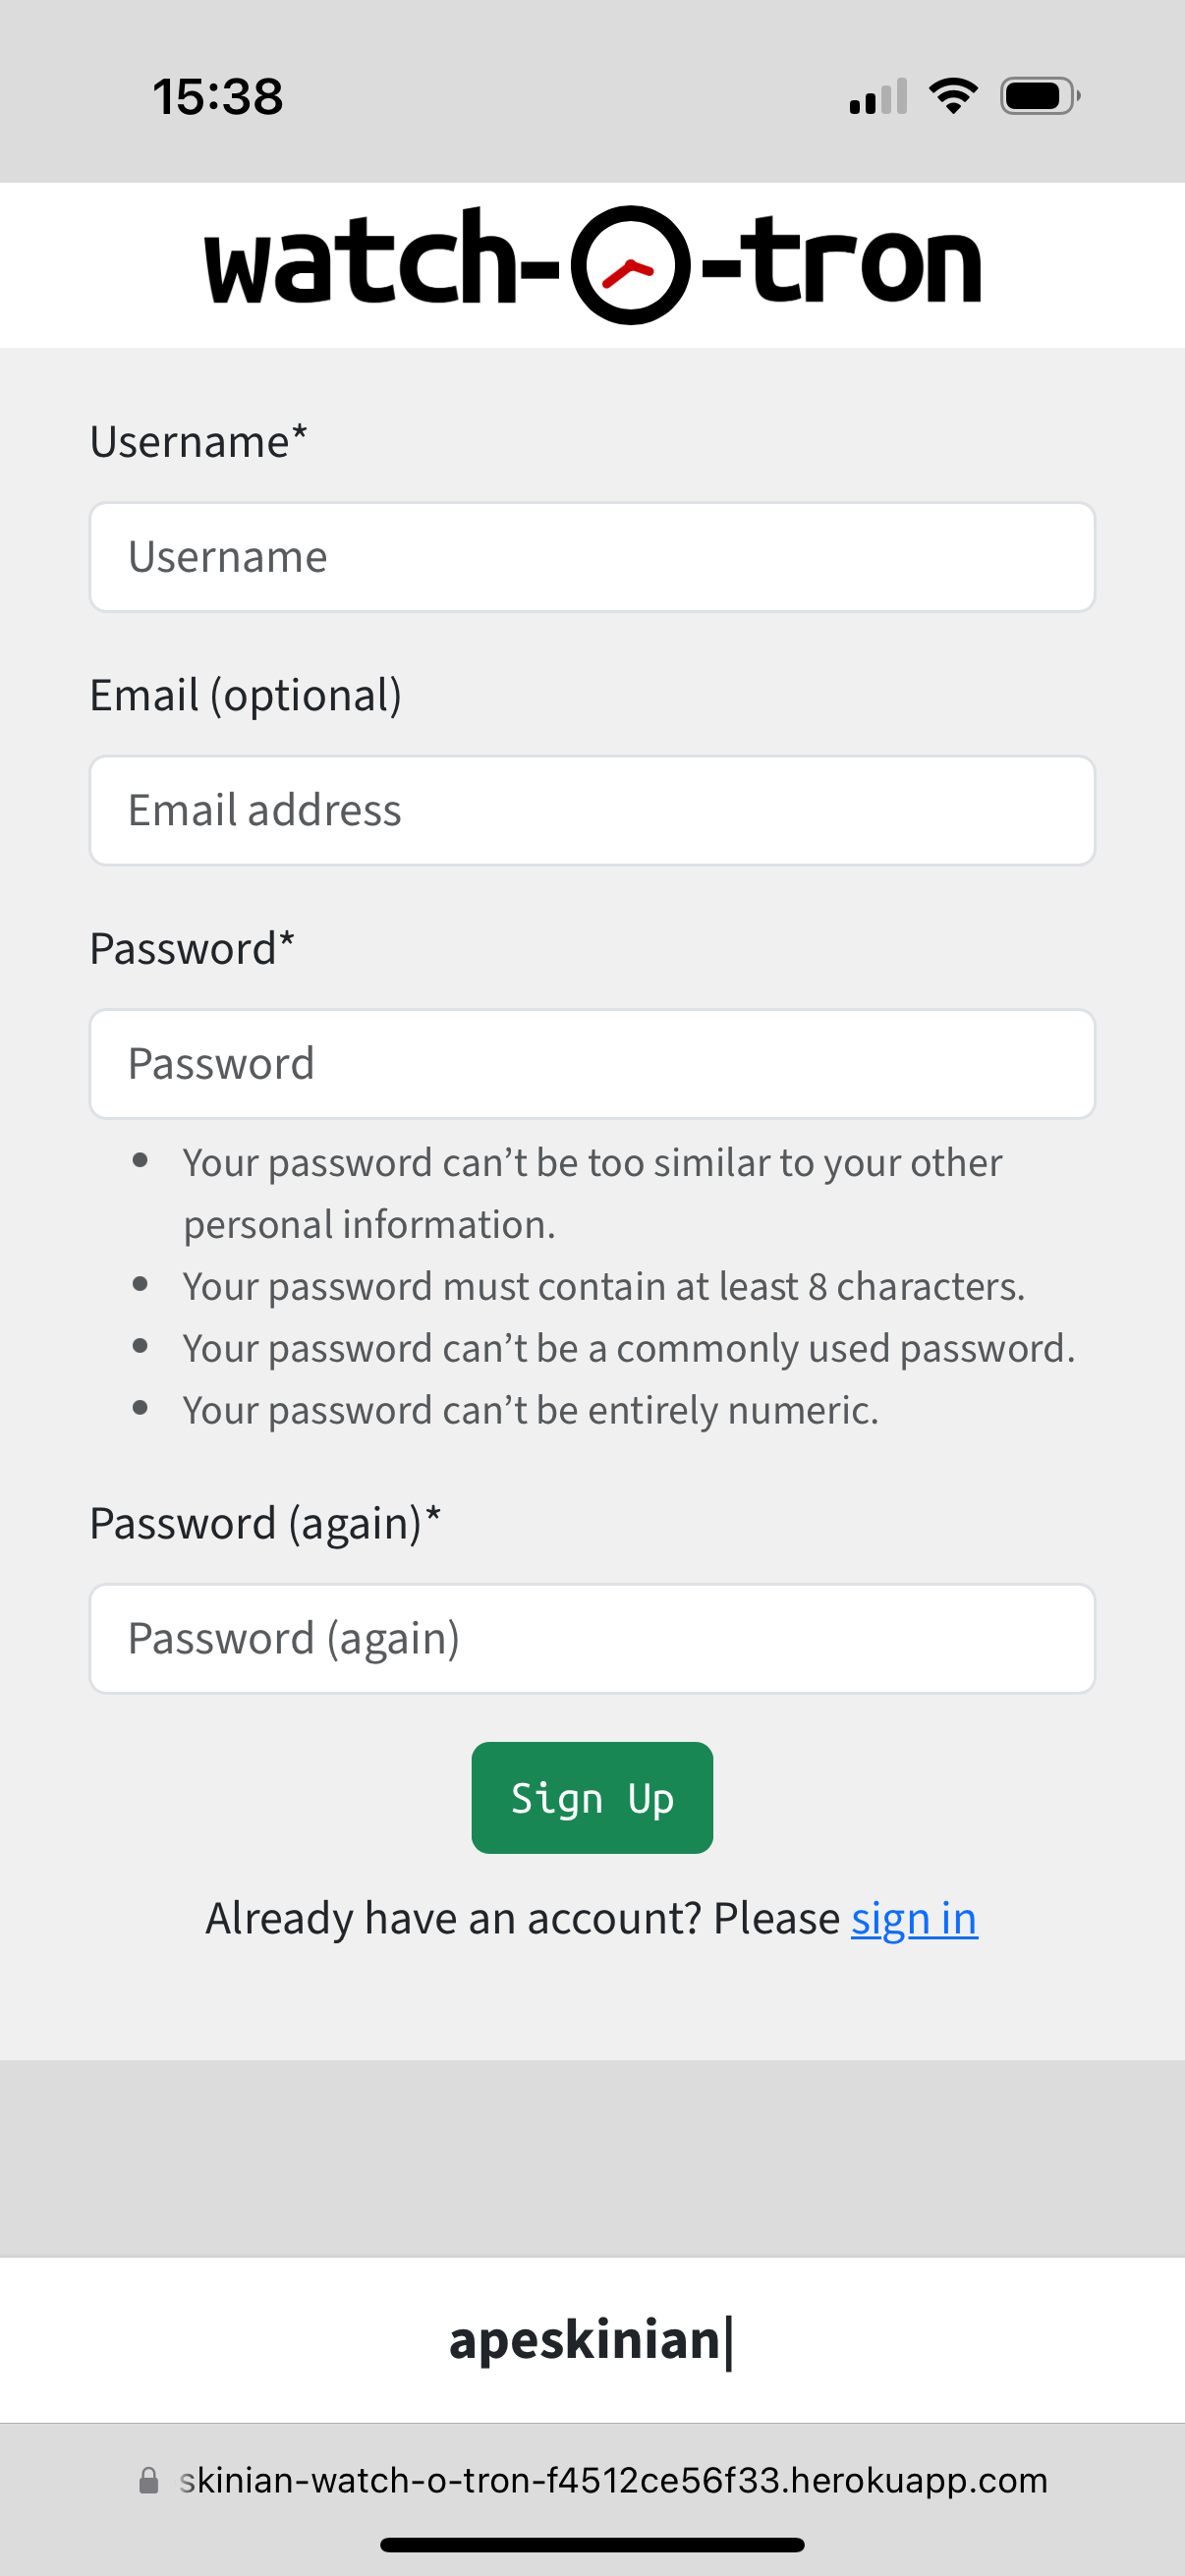 15:38
watch-O-tron
Username*
Username
Email (optional)
Email address
Password*
Password
• Your password can’t be too similar to your other
personal information.
• Your password must contain at least 8 characters.
• Your password can’t be a commonly used password.
• Your password can’t be entirely numeric.
Password (again)*
Password (again)
Sign Up
Already have an account? Please sign in
apeskinian|
skinian-watch-o-tron-f4512ce56f33.herokuapp.com